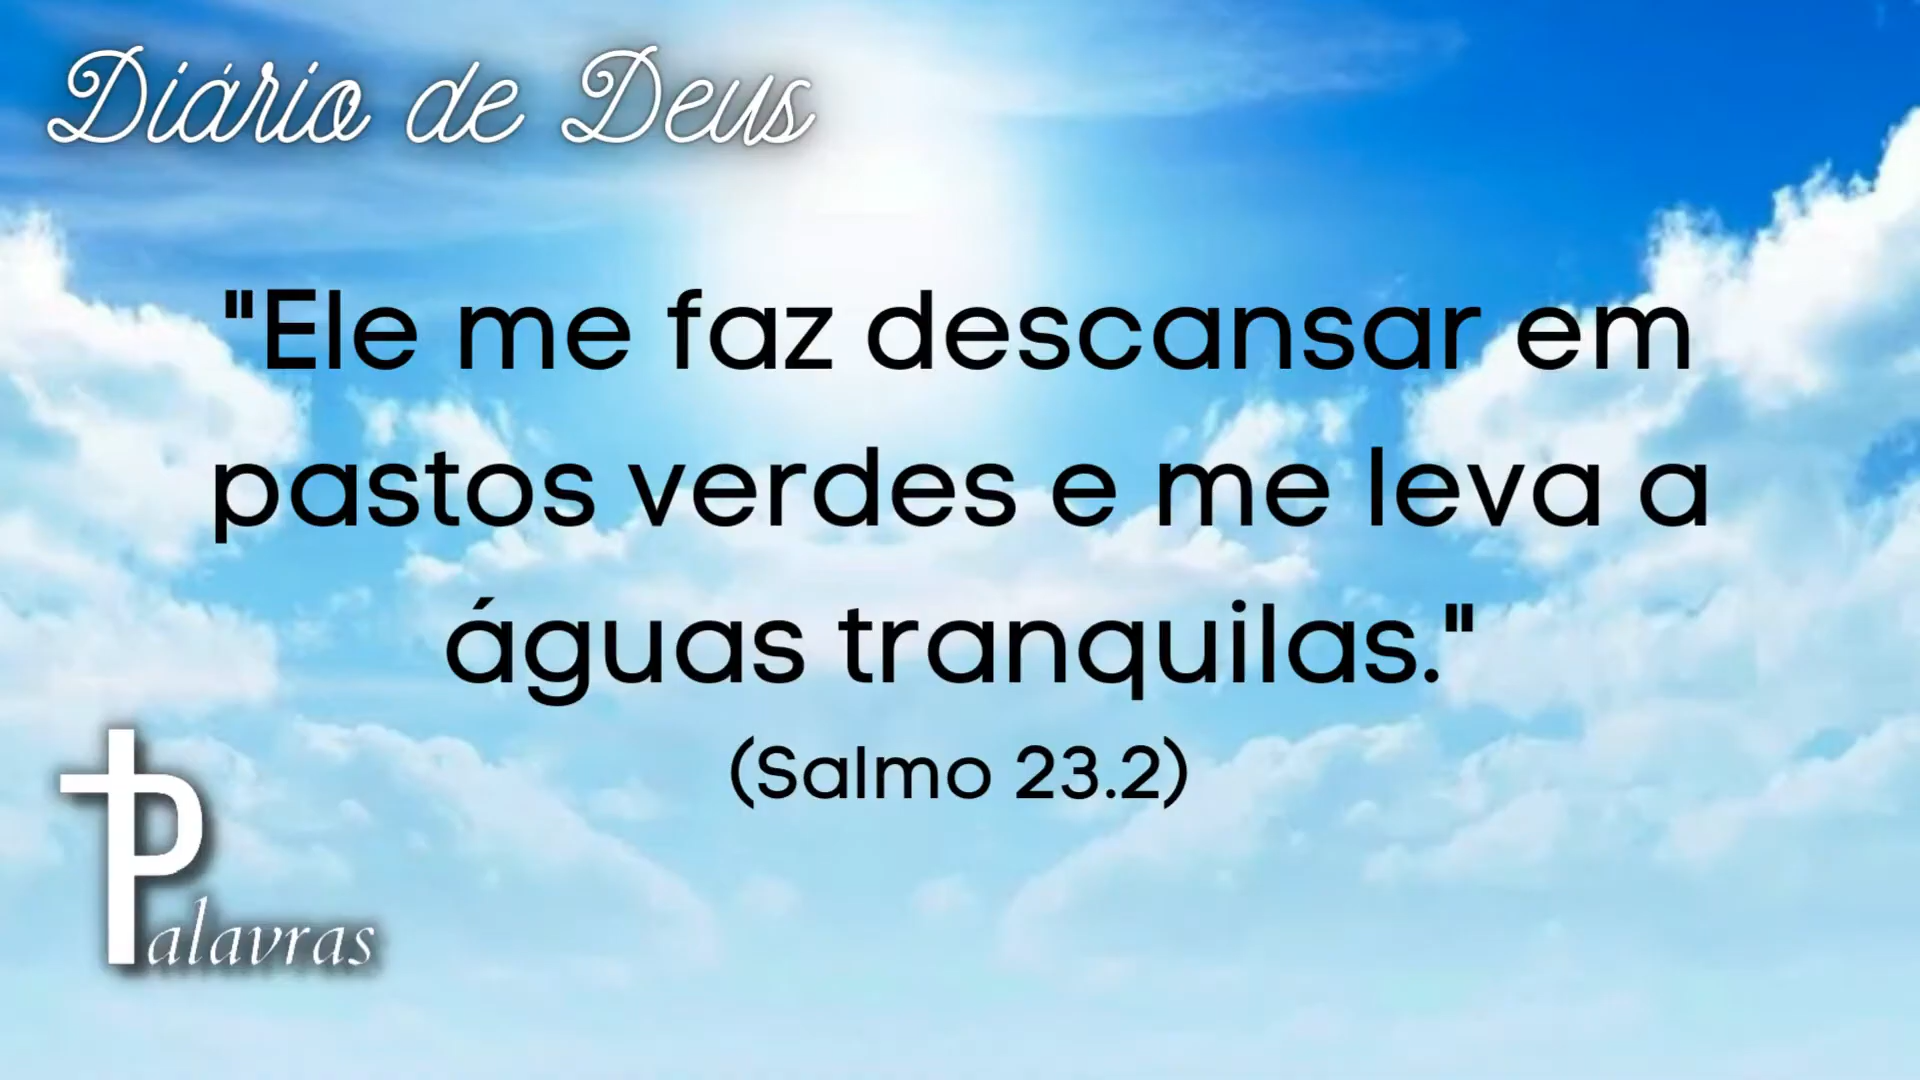 Diário de Deus
"Ele me faz descansar em
pastos verdes e me leva a
águas tranquilas."
(Salmo 23.2)
Palavras